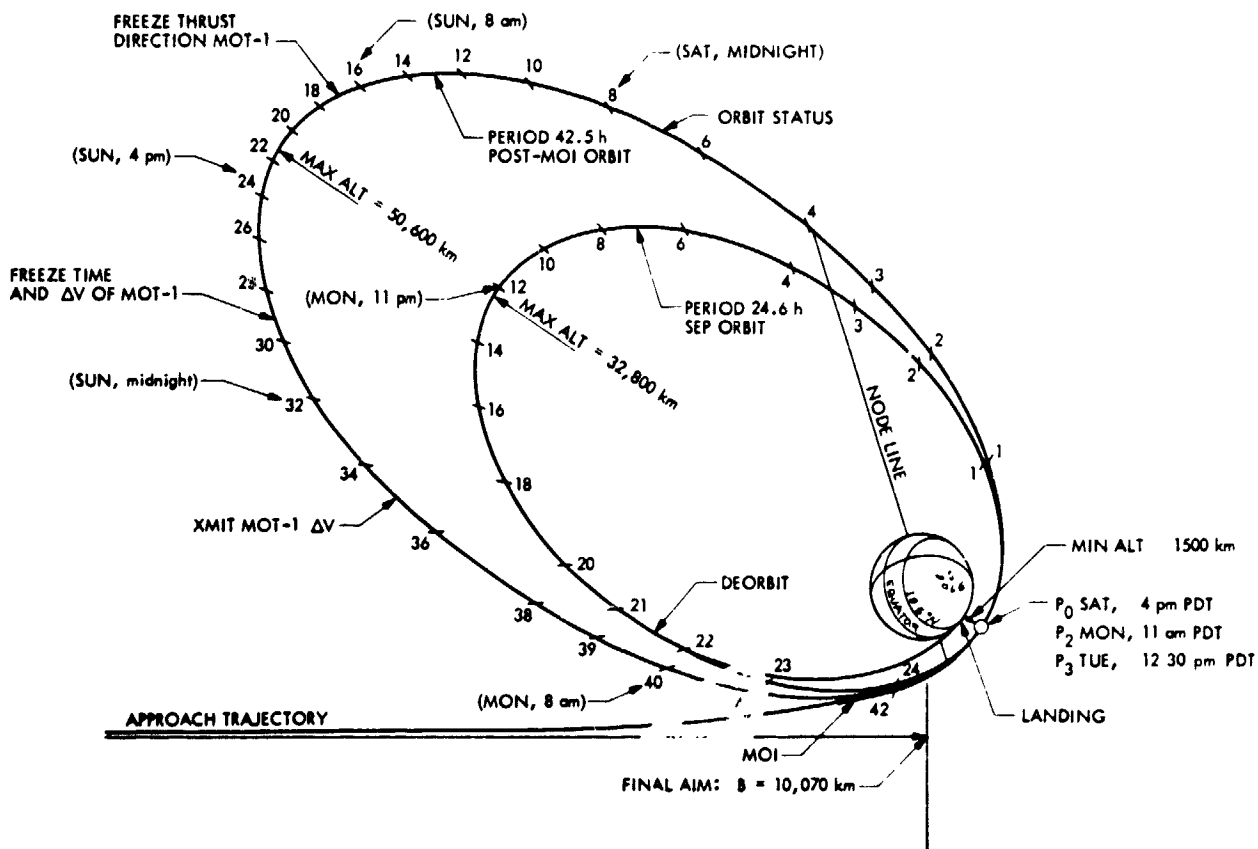 FREEZE THRUST
DIRECTION MOT-1
(SUN, 8 am)
(SAT, MIDNIGHT)
ORBIT STATUS
PERIOD 42.5 h
POST-MOI ORBIT
(SUN, 4 pm)
MAX ALT = 50,600 km
FREEZE TIME
AND ΔV OF MOT-1
(MON, 11 pm)
PERIOD 24.6 h
SEP ORBIT
MAX ALT = 32,800 km
(SUN, midnight)
NODE LINE
XMIT MOT-1 ΔV
DEORBIT
EQUATOR
MIN ALT 1500 km
P0 SAT, 4 pm PDT
P2 MON, 11 am PDT
P3 TUE, 12 30 pm PDT
LANDING
(MON, 8 am)
APPROACH TRAJECTORY
MOI
FINAL AIM: B = 10,070 km
1
2
3
4
6
8
10
12
14
16
18
20
22
24
26
28
30
32
34
36
38
39
40
42
1
2
3
4
6
8
10
12
14
16
18
20
21
22
23
24